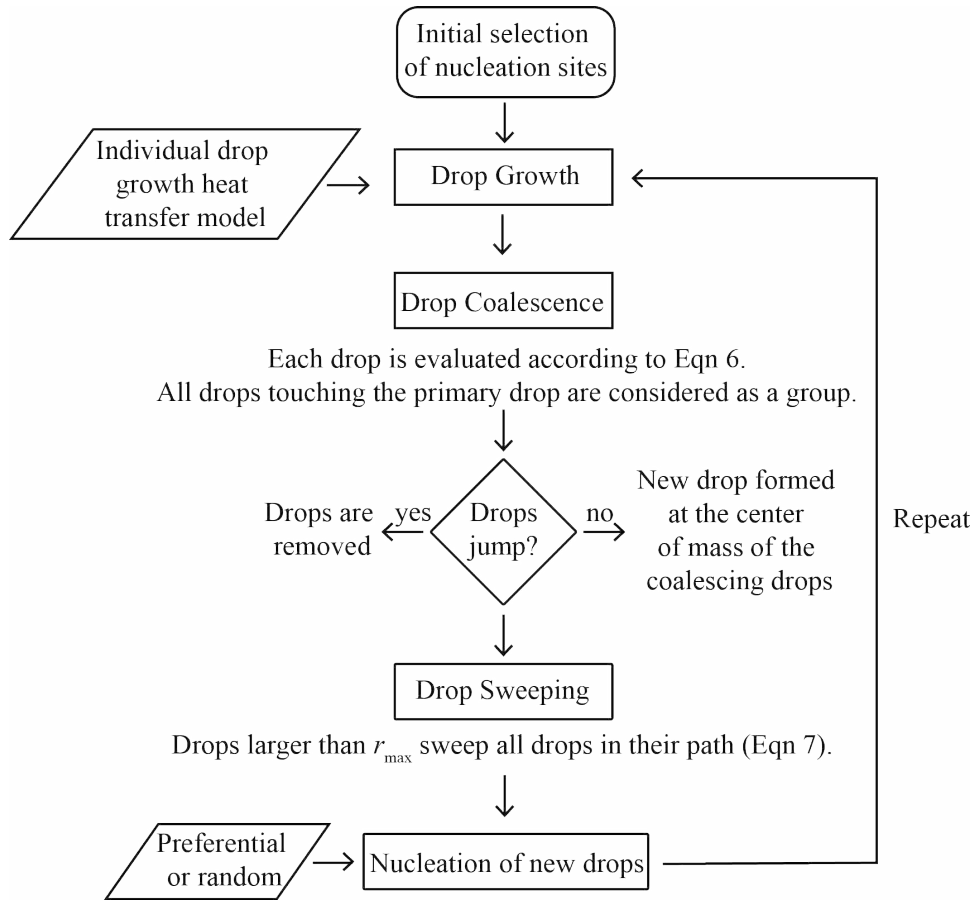 Initial selection
of nucleation sites
Individual drop
growth heat
transfer model
Drop Growth
Drop Coalescence
Each drop is evaluated according to Eqn 6.
All drops touching the primary drop are considered as a group.
Drops are
removed
yes
Drops
jump?
no
New drop formed
at the center
of mass of the
coalescing drops
Repeat
Drop Sweeping
Drops larger than rmax sweep all drops in their path (Eqn 7).
Preferential
or random
Nucleation of new drops